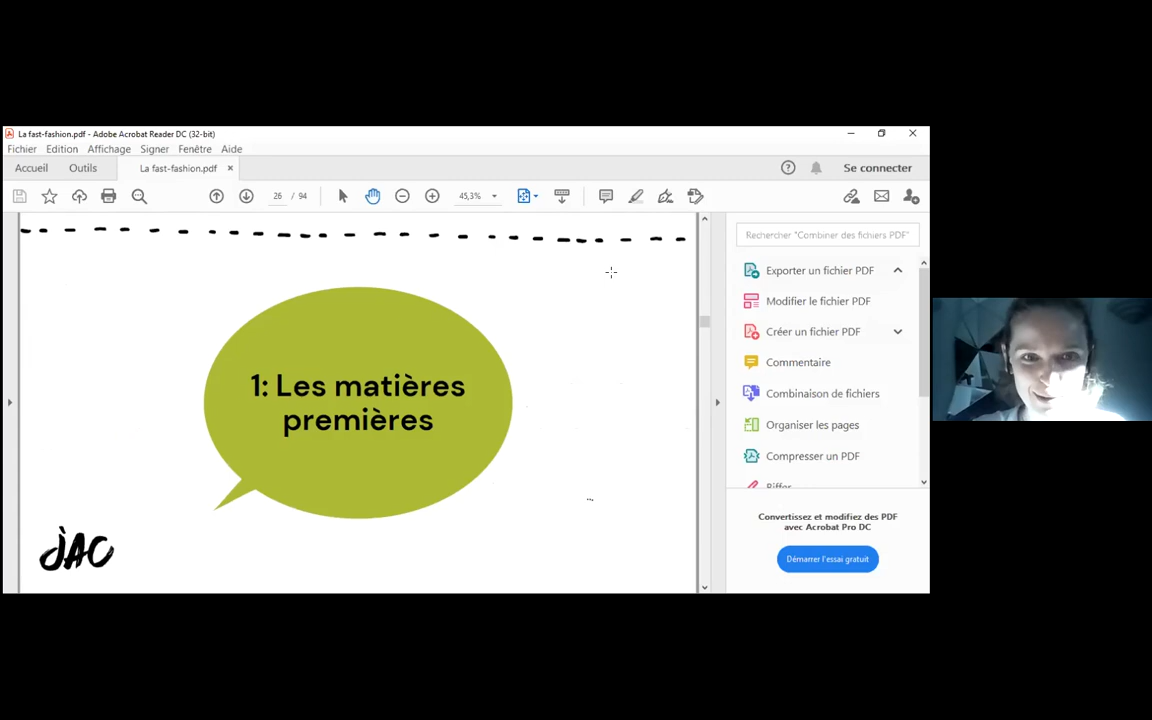 La fast-fashion.pdf - Adobe Acrobat Reader DC (32-bit)
Fichier Edition Affichage Signer Fenêtre Aide
Accueil Outils La fast-fashion.pdf × ? Se connecter
26 / 94 45,3%
Rechercher "Combiner des fichiers PDF"
Exporter un fichier PDF
Modifier le fichier PDF
Créer un fichier PDF
Commentaire
Combinaison de fichiers
Organiser les pages
Compresser un PDF
1: Les matières
premières
JAC
Convertissez et modifiez des PDF
avec Acrobat Pro DC
Démarrer l'essai gratuit